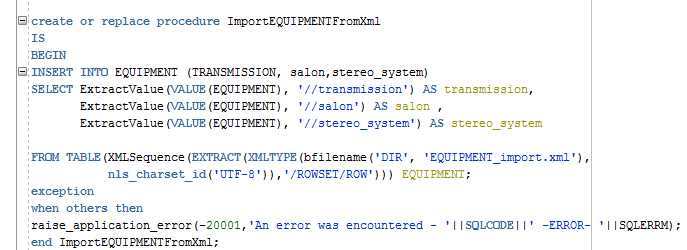 create or replace procedure ImportEQUIPMENTFromXml
IS
BEGIN
INSERT INTO EQUIPMENT (TRANSMISSION, salon,stereo_system)
SELECT ExtractValue(VALUE(EQUIPMENT), '//transmission') AS transmission,
ExtractValue(VALUE(EQUIPMENT), '//salon') AS salon ,
ExtractValue(VALUE(EQUIPMENT), '//stereo_system') AS stereo_system
FROM TABLE(XMLSequence(EXTRACT(XMLTYPE(bfilename('DIR', 'EQUIPMENT_import.xml'),
nls_charset_id('UTF-8')),'/ROWSET/ROW'))) EQUIPMENT;
exception
when others then
raise_application_error(-20001,'An error was encountered - '||SQLCODE||' -ERROR- '||SQLERRM);
end ImportEQUIPMENTFromXml;